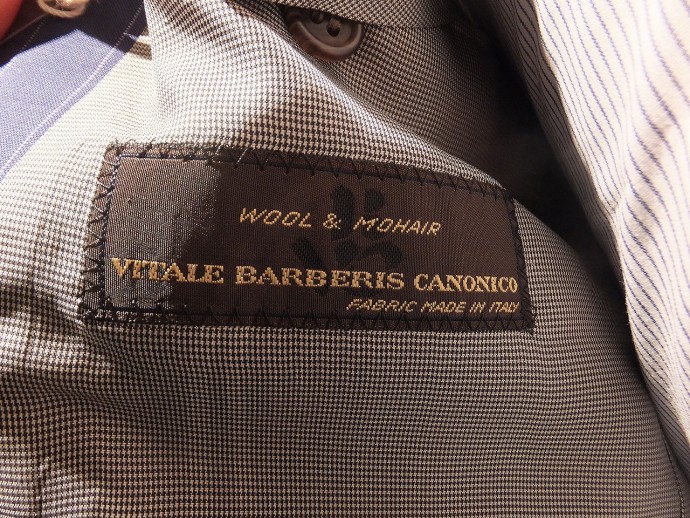 WOOL & MOHAIR
VITALE BARBERIS CANONICO
FABRIC MADE IN ITALY